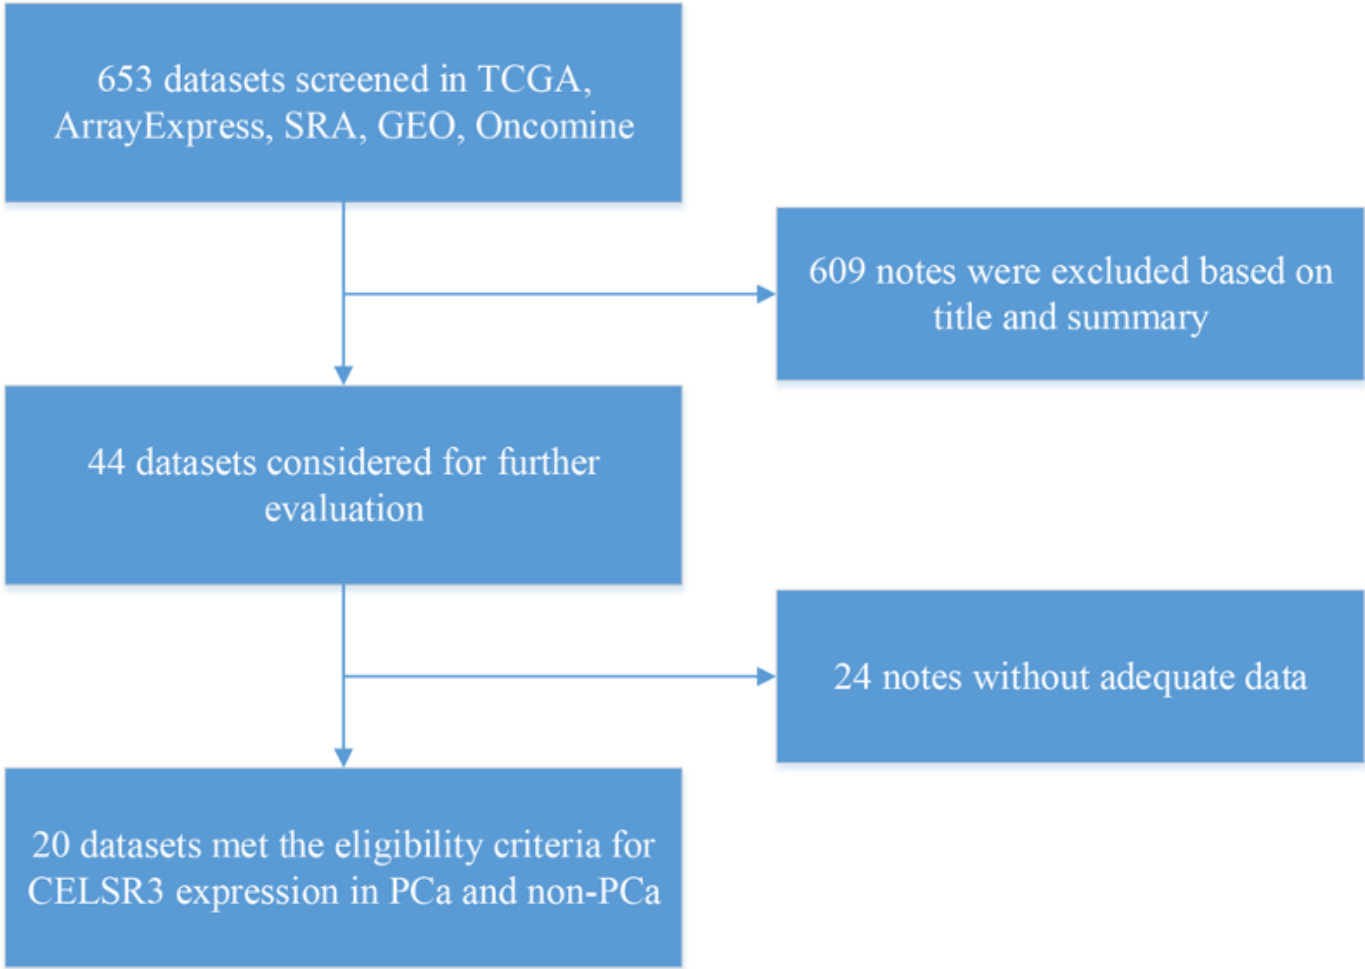 653 datasets screened in TCGA,
ArrayExpress, SRA, GEO, Oncomine
609 notes were excluded based on
title and summary
44 datasets considered for further
evaluation
24 notes without adequate data
20 datasets met the eligibility criteria for
CELSR3 expression in PCa and non-PCa